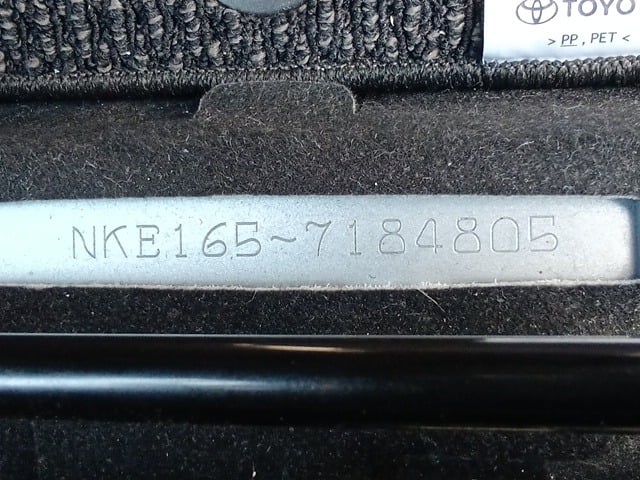 TOYO
> PP , PET <
NKE165-7184805